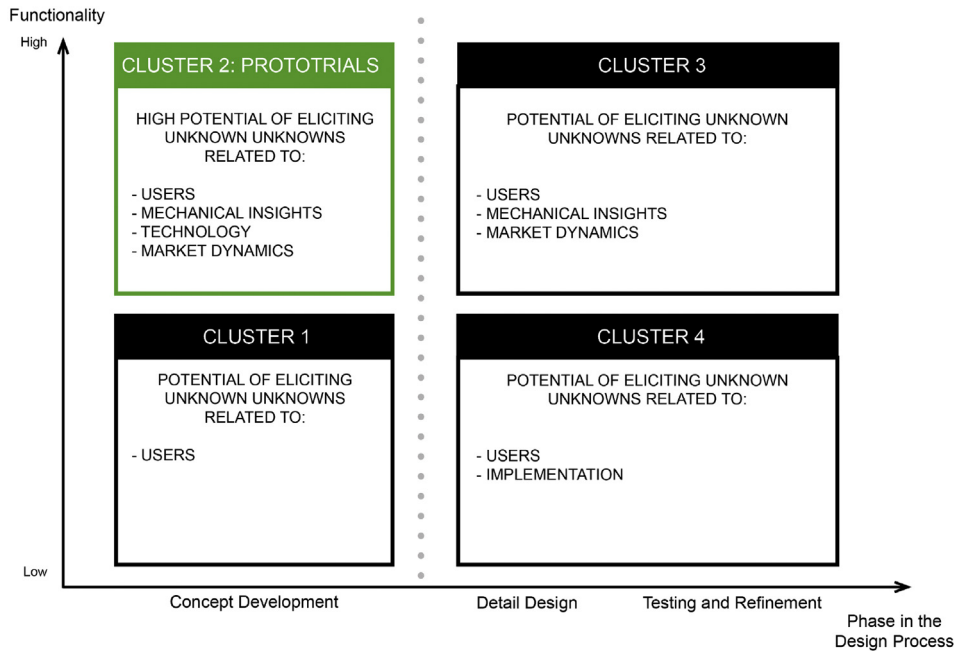 Functionality
High
CLUSTER 2: PROTOTRIALS
HIGH POTENTIAL OF ELICITING
UNKNOWN UNKNOWNS
RELATED TO:
- USERS
- MECHANICAL INSIGHTS
- TECHNOLOGY
- MARKET DYNAMICS
CLUSTER 3
POTENTIAL OF ELICITING UNKNOWN
UNKNOWNS RELATED TO:
- USERS
- MECHANICAL INSIGHTS
- MARKET DYNAMICS
CLUSTER 1
POTENTIAL OF ELICITING
UNKNOWN UNKNOWNS
RELATED TO:
- USERS
CLUSTER 4
POTENTIAL OF ELICITING UNKNOWN
UNKNOWNS RELATED TO:
- USERS
- IMPLEMENTATION
Low
Concept Development
Detail Design
Testing and Refinement
Phase in the
Design Process